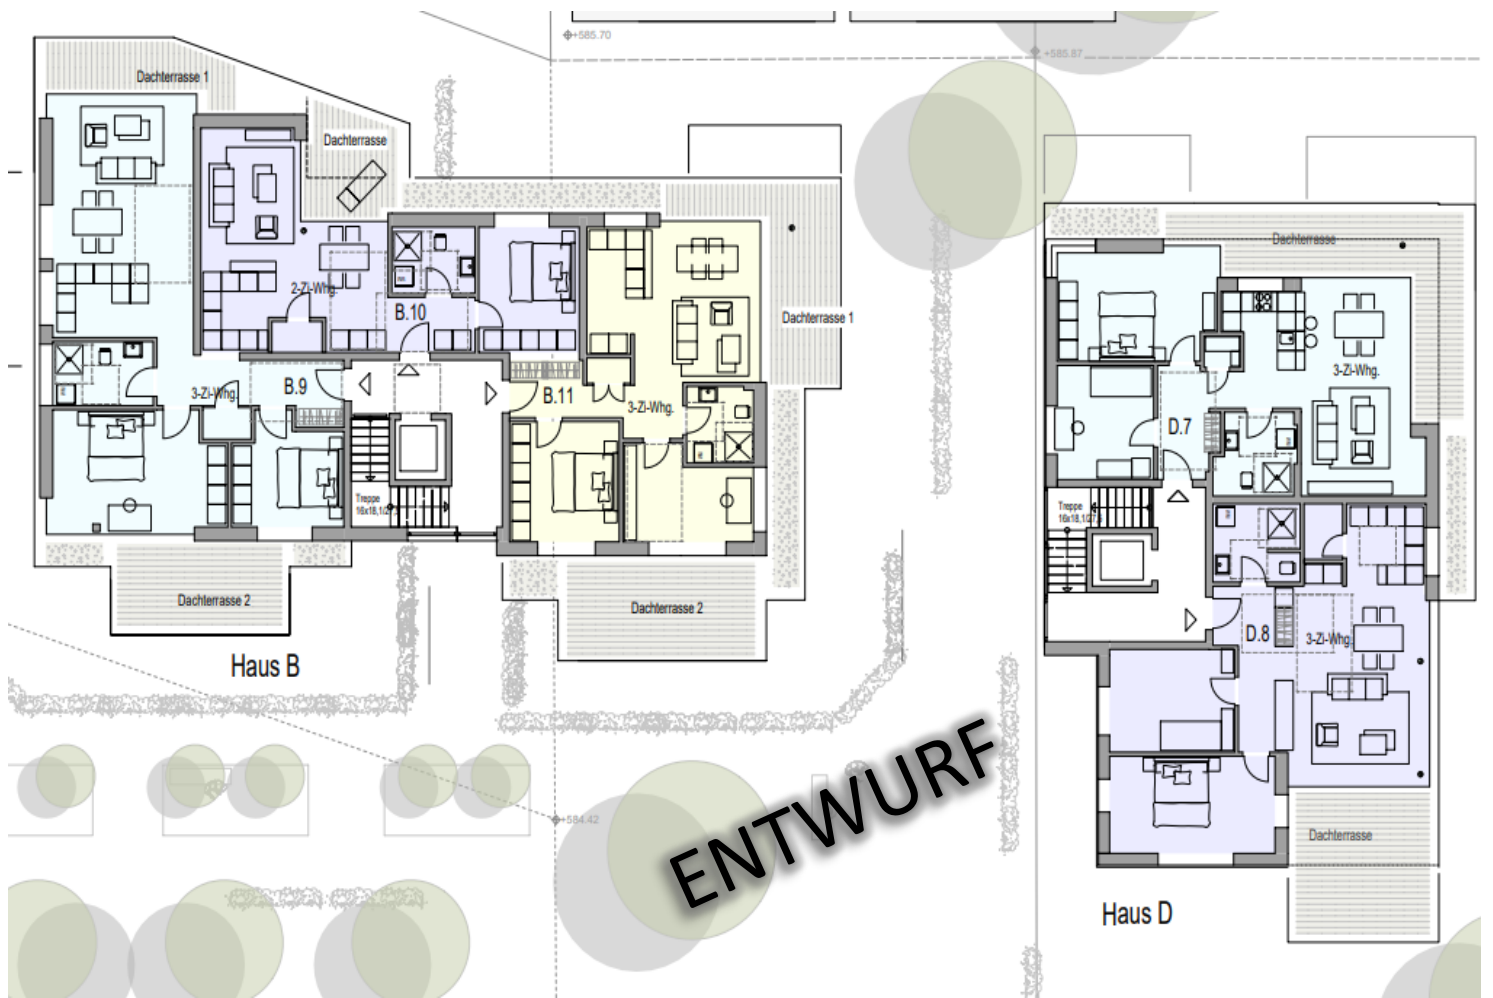 +585.70
+585.87
Dachterrasse 1
Dachterrasse
Dachterrasse
2-Zi-Whg.
B.10
Dachterrasse 1
3-Zi-Whg.
B.9
B.11
3-Zi-Whg.
3-Zi-Whg.
D.7
Treppe
Treppe
Dachterrasse 2
Dachterrasse 2
D.8
3-Zi-Whg.
Haus B
ENTWURF
+584.42
Dachterrasse
Haus D